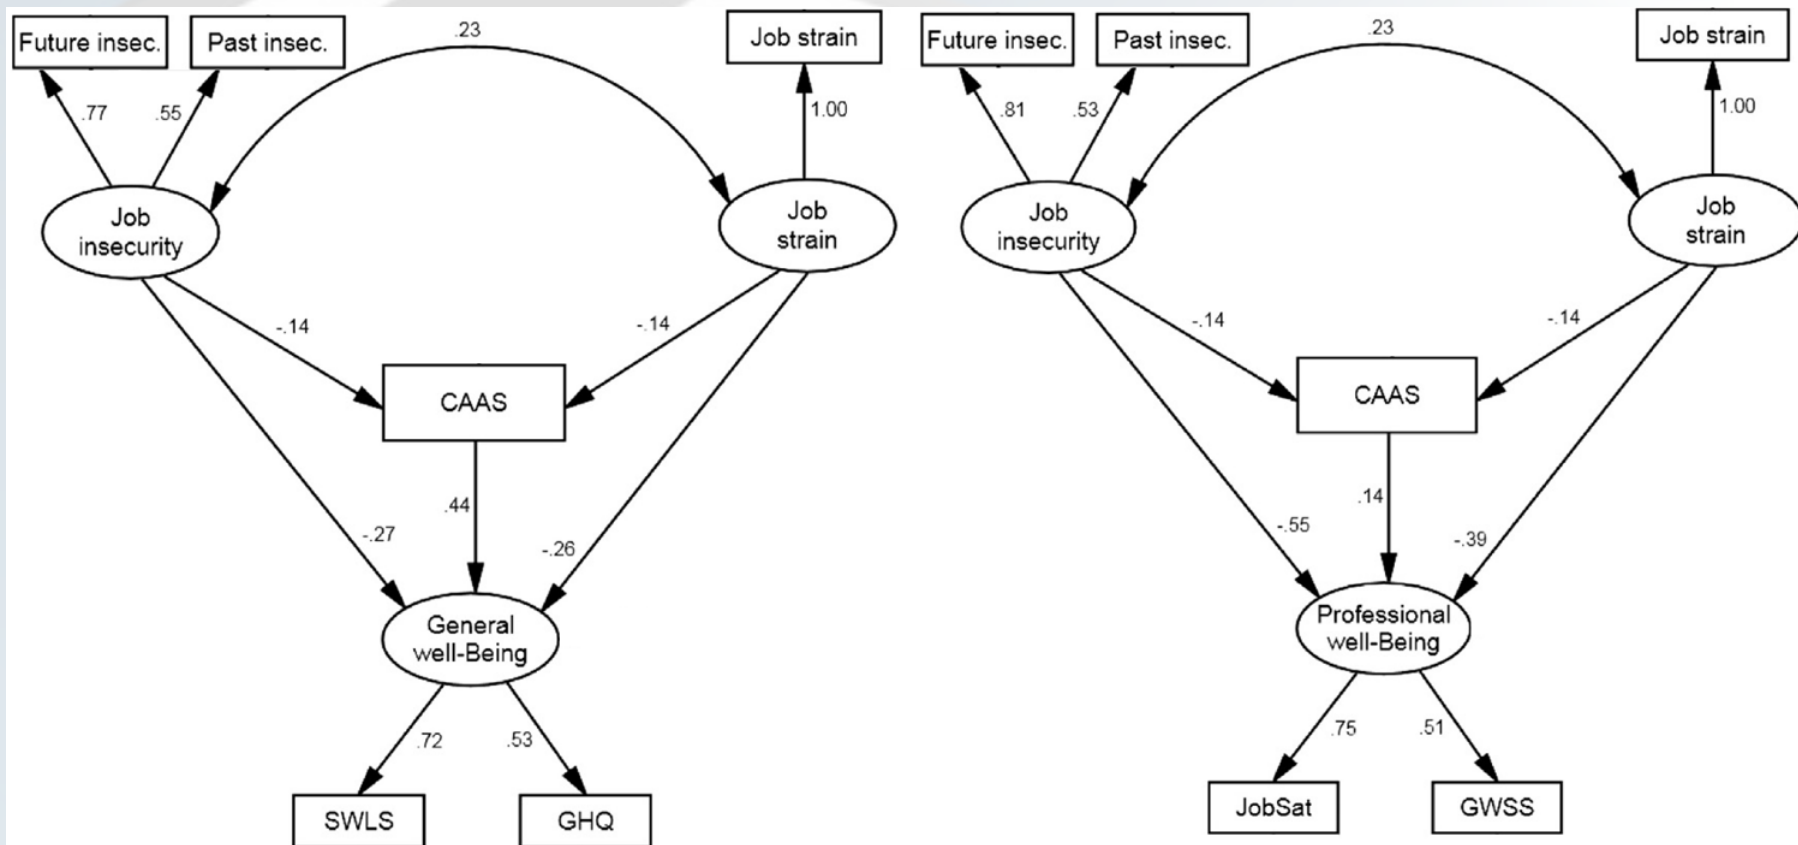 Future insec.
Past insec.
.23
Job strain
.77
.55
1.00
Job
insecurity
Job
strain
-.14
-.14
CAAS
.44
-.27
-.26
General
well-Being
.72
.53
SWLS
GHQ
Future insec.
Past insec.
.23
Job strain
.81
.53
1.00
Job
insecurity
Job
strain
-.14
-.14
CAAS
.14
-.55
-.39
Professional
well-Being
.75
.51
JobSat
GWSS